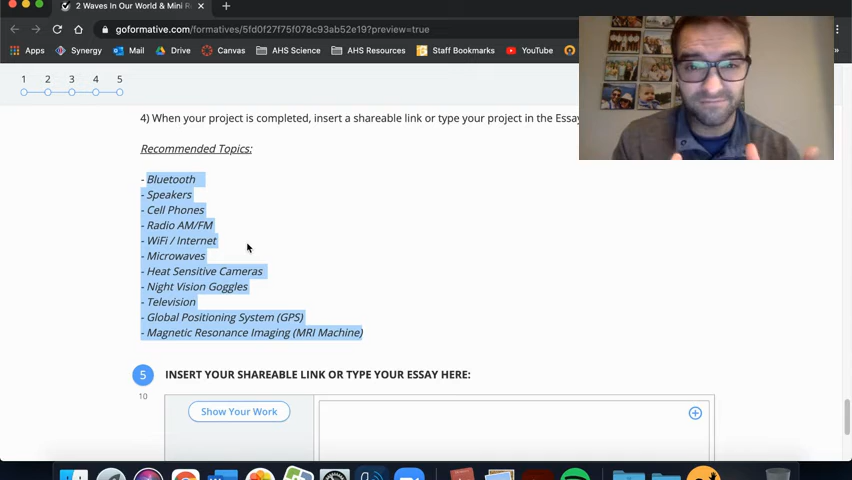 2 Waves In Our World & Mini R
goformative.com/formatives/5fd0f27f75f078c93ab52e19?preview=true
Apps Synergy Mail Drive Canvas AHS Science AHS Resources Staff Bookmarks YouTube
1 2 3 4 5
4) When your project is completed, insert a shareable link or type your project in the Essay
Recommended Topics:
- Bluetooth
- Speakers
- Cell Phones
- Radio AM/FM
- WiFi / Internet
- Microwaves
- Heat Sensitive Cameras
- Night Vision Goggles
- Television
- Global Positioning System (GPS)
- Magnetic Resonance Imaging (MRI Machine)
5 INSERT YOUR SHAREABLE LINK OR TYPE YOUR ESSAY HERE:
10
Show Your Work